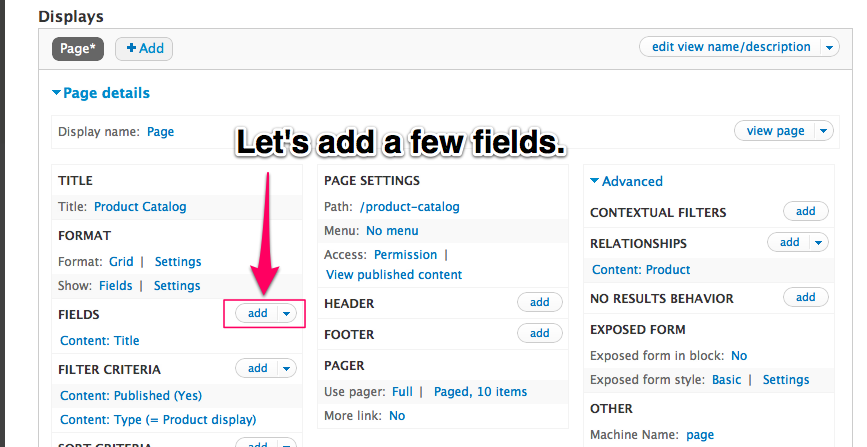 Displays
Page*
+ Add
edit view name/description
Page details
Display name: Page
view page
Let's add a few fields.
TITLE
Title: Product Catalog
FORMAT
Format: Grid | Settings
Show: Fields | Settings
FIELDS
add
Content: Title
FILTER CRITERIA
add
Content: Published (Yes)
Content: Type (= Product display)
SORT CRITERIA
add
PAGE SETTINGS
Path: /product-catalog
Menu: No menu
Access: Permission |
View published content
HEADER
add
FOOTER
add
PAGER
Use pager: Full | Paged, 10 items
More link: No
Advanced
CONTEXTUAL FILTERS
add
RELATIONSHIPS
add
Content: Product
NO RESULTS BEHAVIOR
add
EXPOSED FORM
Exposed form in block: No
Exposed form style: Basic | Settings
OTHER
Machine Name: page